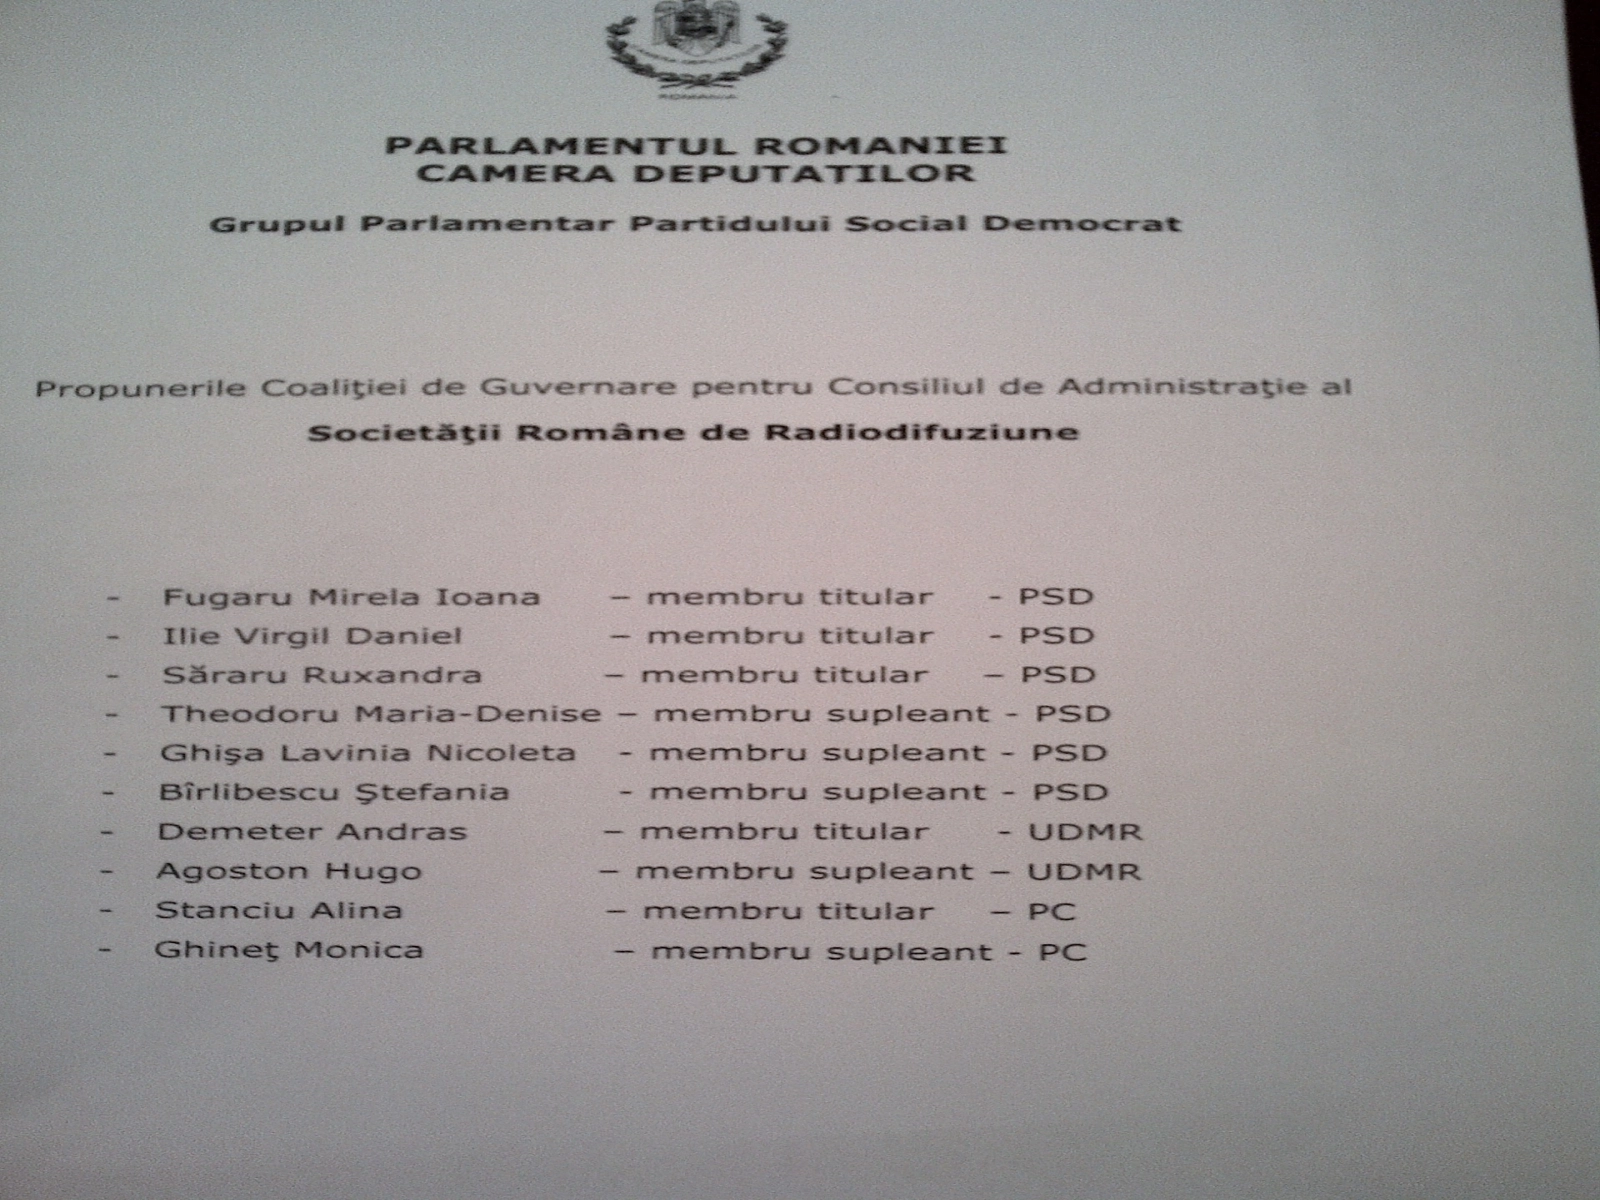 ROMANIA
PARLAMENTUL ROMANIEI
CAMERA DEPUTAŢILOR
Grupul Parlamentar Partidului Social Democrat
Propunerile Coaliţiei de Guvernare pentru Consiliul de Administraţie al
Societăţii Române de Radiodifuziune
- Fugaru Mirela Ioana – membru titular - PSD
- Ilie Virgil Daniel – membru titular - PSD
- Săraru Ruxandra – membru titular – PSD
- Theodoru Maria-Denise – membru supleant - PSD
- Ghişa Lavinia Nicoleta - membru supleant - PSD
- Bîrlibescu Ştefania - membru supleant - PSD
- Demeter Andras – membru titular - UDMR
- Agoston Hugo – membru supleant – UDMR
- Stanciu Alina – membru titular – PC
- Ghineţ Monica – membru supleant - PC